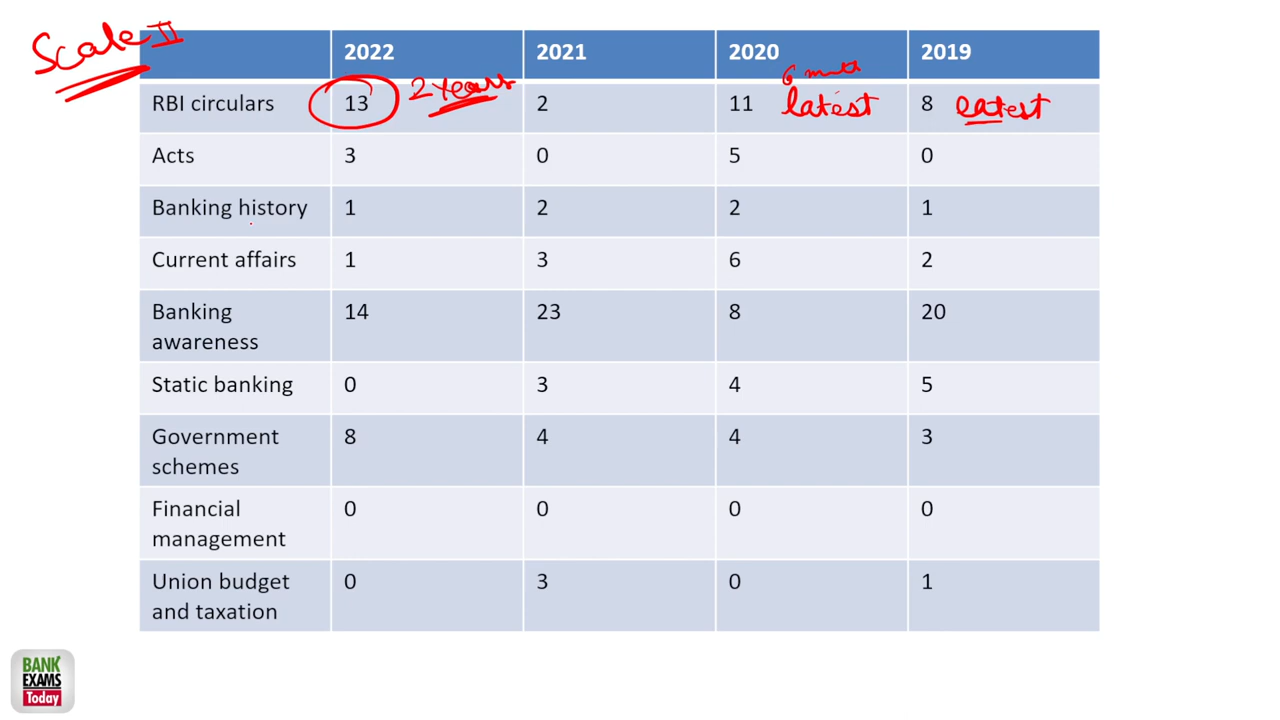 Scale II
2022 2021 2020 2019
6 month
RBI circulars 13 2 Years 2 11 latest 8 latest
Acts 3 0 5 0
Banking history 1 2 2 1
Current affairs 1 3 6 2
Banking 14 23 8 20
awareness
Static banking 0 3 4 5
Government 8 4 4 3
schemes
Financial 0 0 0 0
management
Union budget 0 3 0 1
and taxation
BANK
EXAMS
Today